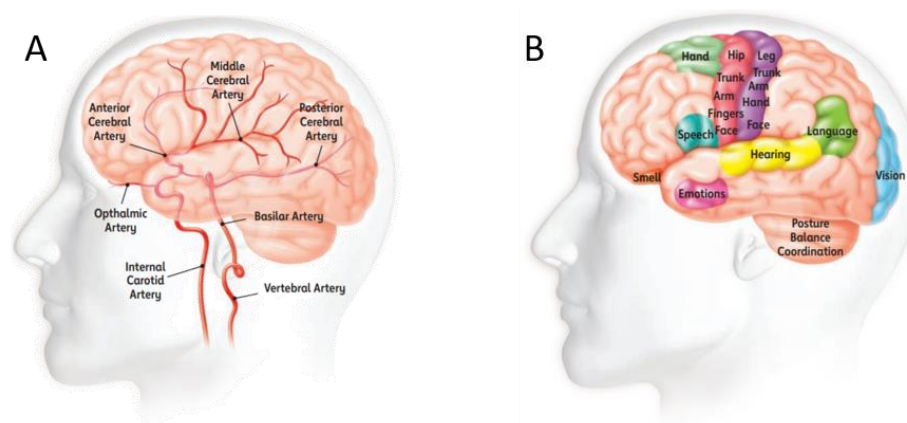 A
Middle
Cerebral
Artery
Anterior
Cerebral
Artery
Posterior
Cerebral
Artery
Opthalmic
Artery
Basilar Artery
Internal
Carotid
Artery
Vertebral Artery
B
Hand
Hip
Leg
Trunk
Trunk
Arm
Arm
Hand
Fingers
Face
Face
Speech
Language
Hearing
Smell
Emotions
Vision
Posture
Balance
Coordination